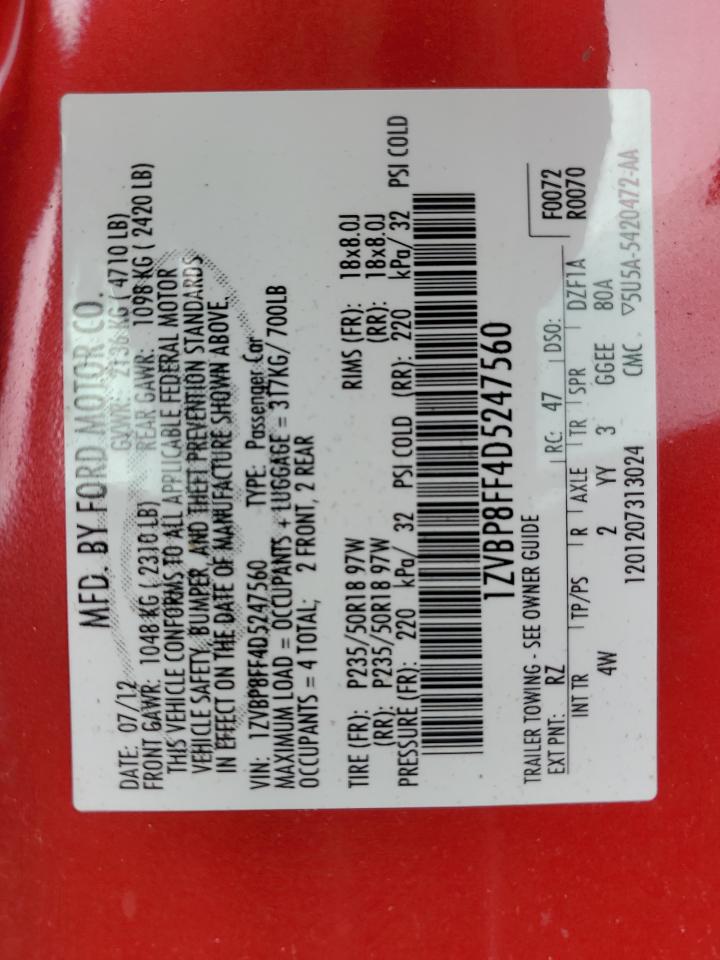 MFD. BY FORD MOTOR CO.
DATE: 07/12 GVWR: 2136 KG ( 4710 LB)
FRONT GAWR: 1048 KG ( 2310 LB) REAR GAWR: 1098 KG ( 2420 LB)
THIS VEHICLE CONFORMS TO ALL APPLICABLE FEDERAL MOTOR
VEHICLE SAFETY, BUMPER, AND THEFT PREVENTION STANDARDS
IN EFFECT ON THE DATE OF MANUFACTURE SHOWN ABOVE.
VIN: 1ZVBP8FF4D5247560 TYPE: Passenger Car
MAXIMUM LOAD = OCCUPANTS + LUGGAGE = 317KG/ 700LB
OCCUPANTS = 4 TOTAL; 2 FRONT, 2 REAR
TIRE (FR): P235/50R18 97W RIMS (FR): 18x8.0J
(RR): P235/50R18 97W (RR): 18x8.0J
PRESSURE (FR): 220 kPa/ 32 PSI COLD (RR): 220 kPa/ 32 PSI COLD
1ZVBP8FF4D5247560
TRAILER TOWING - SEE OWNER GUIDE F0072
EXT PNT: RZ RC: 47 DSO: R0070
INT TR TP/PS R AXLE TR SPR DZF1A
4W 2 YY 3 GGEE 80A
1201207313024 CMC ▽5U5A-5420472-AA